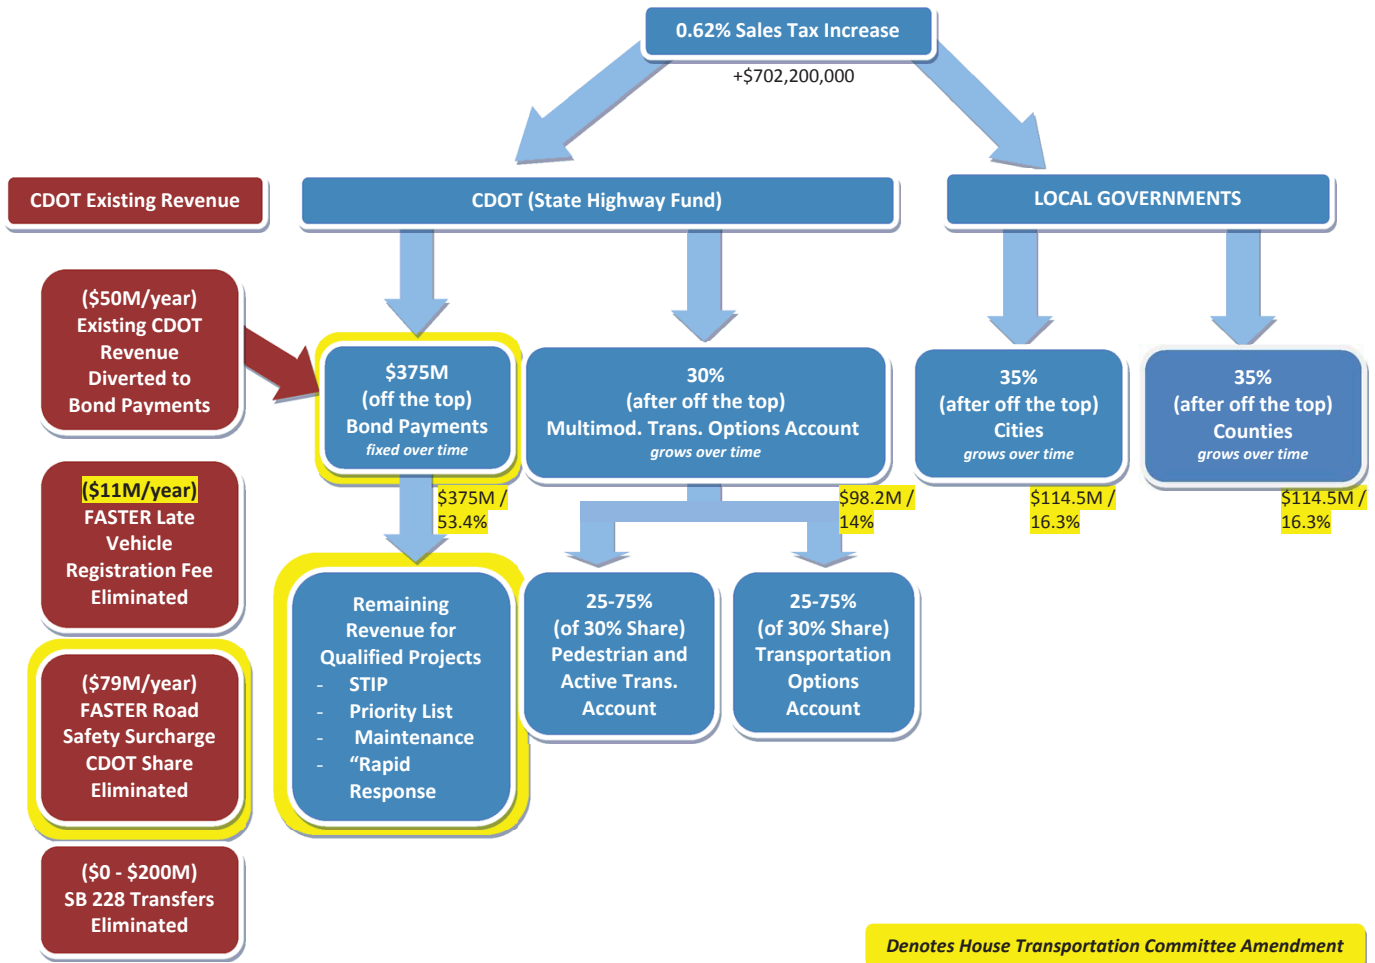 0.62% Sales Tax Increase
+$702,200,000
CDOT Existing Revenue
CDOT (State Highway Fund)
LOCAL GOVERNMENTS
($50M/year)
Existing CDOT
Revenue
Diverted to
Bond Payments
$375M
(off the top)
Bond Payments
fixed over time
30%
(after off the top)
Multimod. Trans. Options Account
grows over time
35%
(after off the top)
Cities
grows over time
35%
(after off the top)
Counties
grows over time
$375M /
53.4%
$98.2M /
14%
$114.5M /
16.3%
$114.5M /
16.3%
($11M/year)
FASTER Late
Vehicle
Registration Fee
Eliminated
Remaining
Revenue for
Qualified Projects
- STIP
- Priority List
- Maintenance
- “Rapid
Response
25-75%
(of 30% Share)
Pedestrian and
Active Trans.
Account
25-75%
(of 30% Share)
Transportation
Options
Account
($79M/year)
FASTER Road
Safety Surcharge
CDOT Share
Eliminated
($0 - $200M)
SB 228 Transfers
Eliminated
Denotes House Transportation Committee Amendment